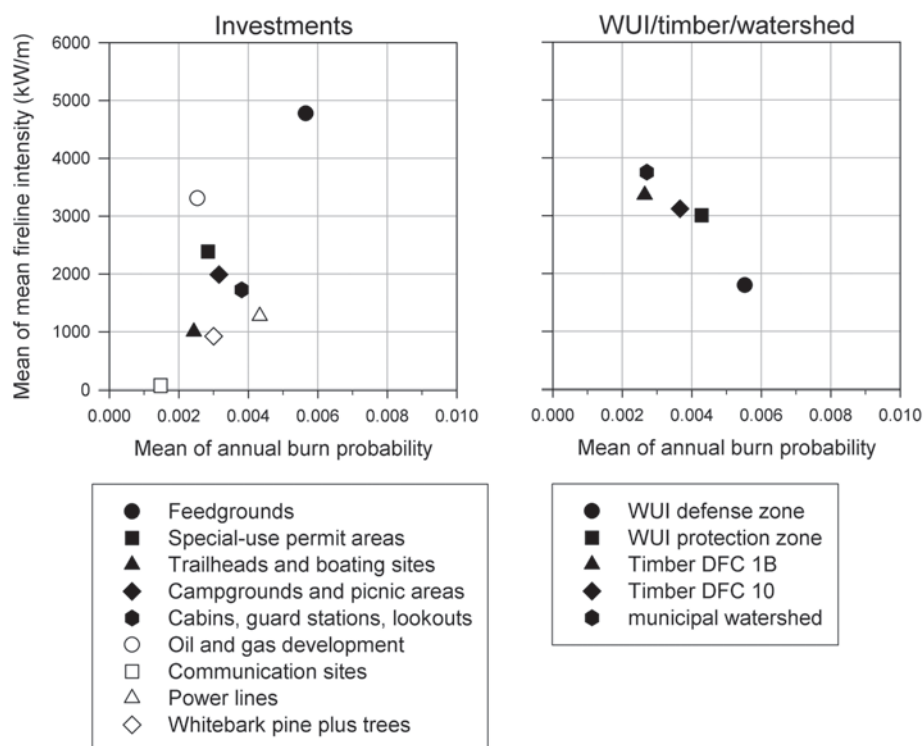 Investments
WUI/timber/watershed
Mean of mean fireline intensity (kW/m)
6000
5000
4000
3000
2000
1000
0
0.000 0.002 0.004 0.006 0.008 0.010
0.000 0.002 0.004 0.006 0.008 0.010
Mean of annual burn probability
Mean of annual burn probability
Feedgrounds
Special-use permit areas
Trailheads and boating sites
Campgrounds and picnic areas
Cabins, guard stations, lookouts
Oil and gas development
Communication sites
Power lines
Whitebark pine plus trees
WUI defense zone
WUI protection zone
Timber DFC 1B
Timber DFC 10
municipal watershed